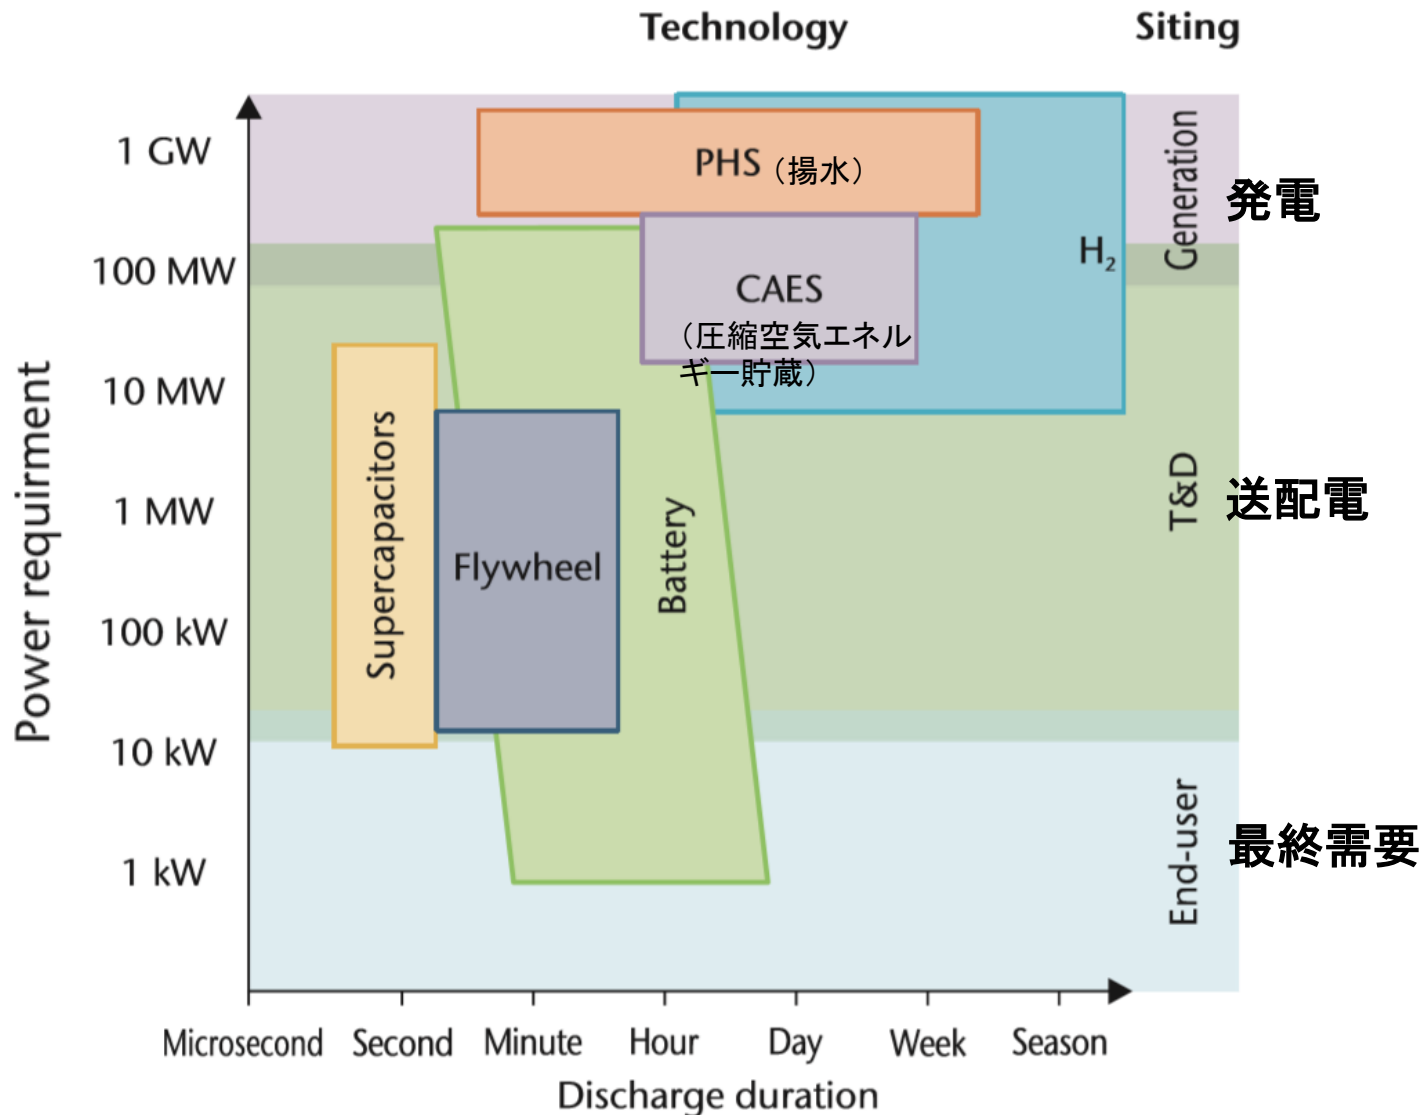 Technology
Siting
1 GW
100 MW
10 MW
1 MW
100 kW
10 kW
1 kW
Power requirment
PHS（揚水）
CAES
（圧縮空気エネル
ギー貯蔵）
H₂
Supercapacitors
Flywheel
Battery
Generation
発電
T&D
送配電
End-user
最終需要
Microsecond
Second
Minute
Hour
Day
Week
Season
Discharge duration